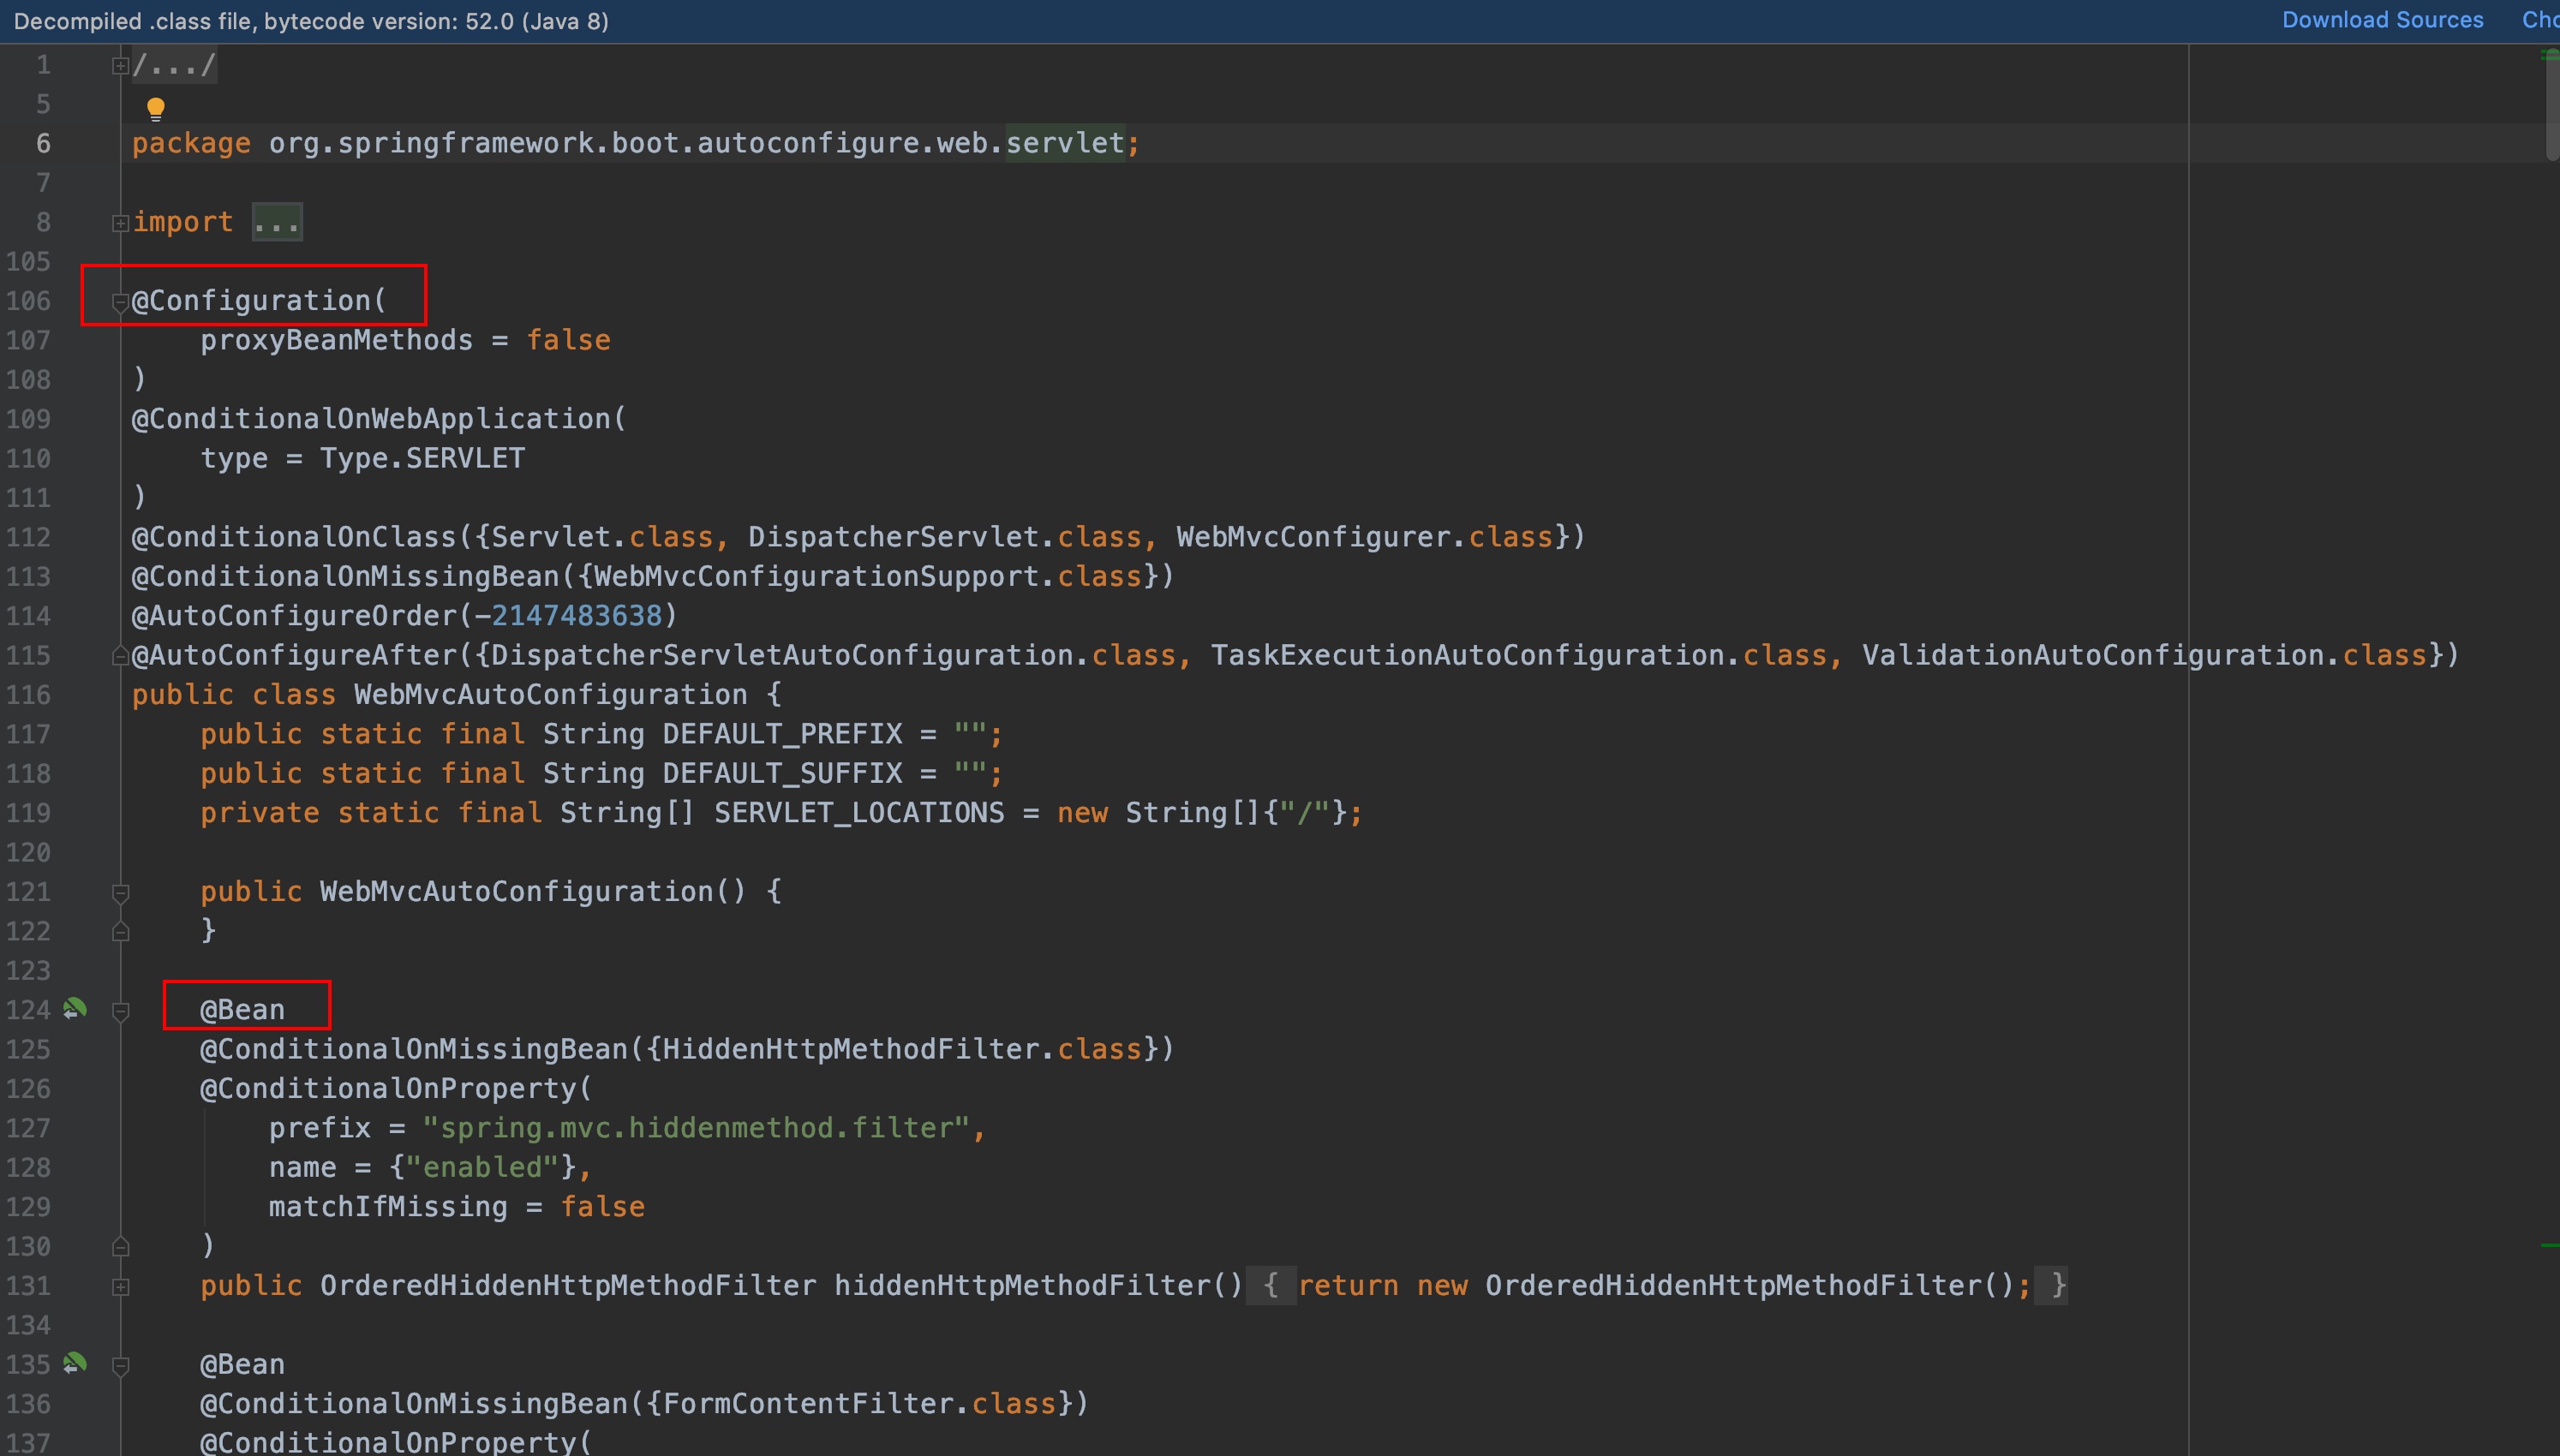 Decompiled .class file, bytecode version: 52.0 (Java 8) Download Sources Cho
1 /.../
5
6 package org.springframework.boot.autoconfigure.web.servlet;
7
8 import ...
105
106 @Configuration(
107     proxyBeanMethods = false
108 )
109 @ConditionalOnWebApplication(
110     type = Type.SERVLET
111 )
112 @ConditionalOnClass({Servlet.class, DispatcherServlet.class, WebMvcConfigurer.class})
113 @ConditionalOnMissingBean({WebMvcConfigurationSupport.class})
114 @AutoConfigureOrder(-2147483638)
115 @AutoConfigureAfter({DispatcherServletAutoConfiguration.class, TaskExecutionAutoConfiguration.class, ValidationAutoConfiguration.class})
116 public class WebMvcAutoConfiguration {
117     public static final String DEFAULT_PREFIX = "";
118     public static final String DEFAULT_SUFFIX = "";
119     private static final String[] SERVLET_LOCATIONS = new String[]{"/"};
120
121     public WebMvcAutoConfiguration() {
122     }
123
124     @Bean
125     @ConditionalOnMissingBean({HiddenHttpMethodFilter.class})
126     @ConditionalOnProperty(
127         prefix = "spring.mvc.hiddenmethod.filter",
128         name = {"enabled"},
129         matchIfMissing = false
130     )
131     public OrderedHiddenHttpMethodFilter hiddenHttpMethodFilter() { return new OrderedHiddenHttpMethodFilter(); }
134
135     @Bean
136     @ConditionalOnMissingBean({FormContentFilter.class})
137     @ConditionalOnProperty(